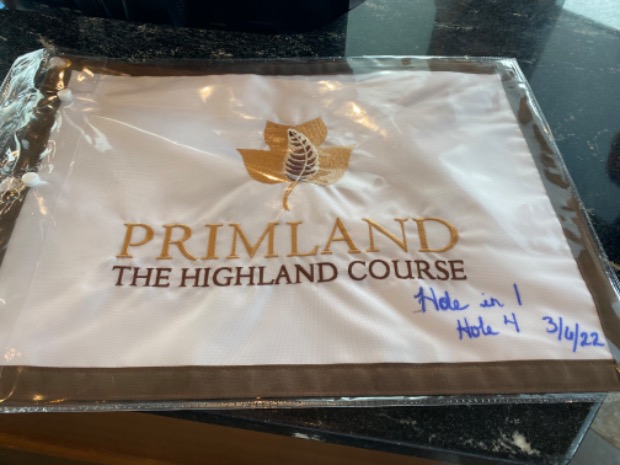 PRIMLAND
THE HIGHLAND COURSE
Hole in 1
Hole 4 3/6/22